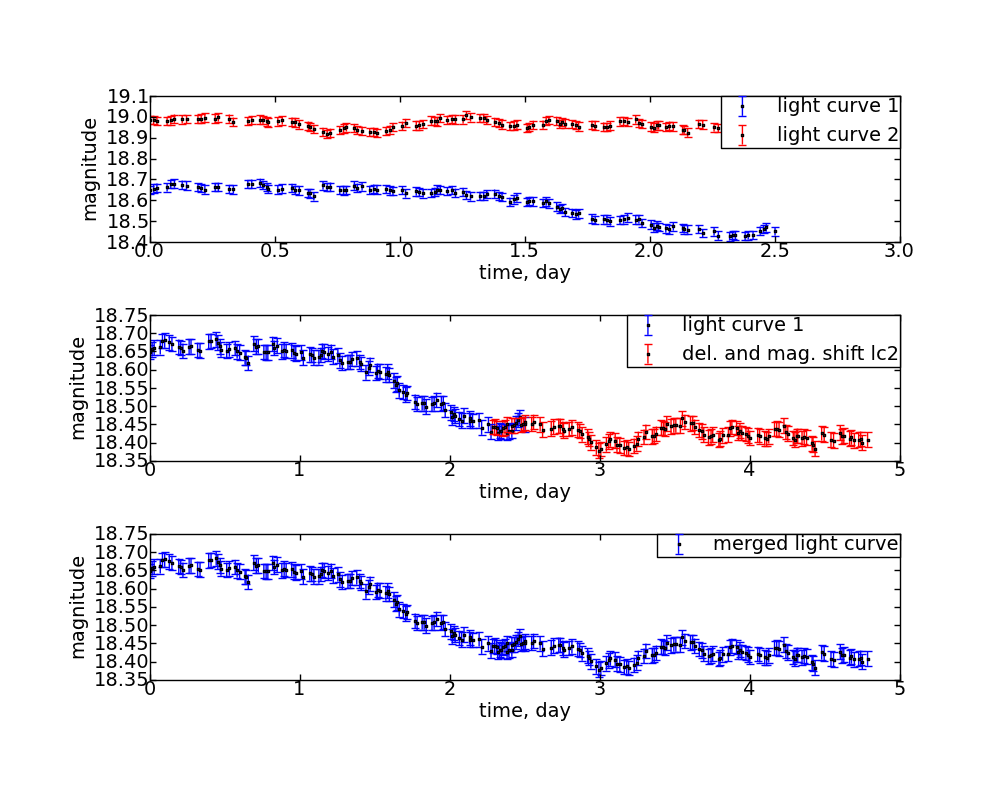 19.1
19.0
18.9
18.8
18.7
18.6
18.5
18.4
magnitude
light curve 1
light curve 2
0.0 0.5 1.0 1.5 2.0 2.5 3.0
time, day
18.75
18.70
18.65
18.60
18.55
18.50
18.45
18.40
18.35
magnitude
light curve 1
del. and mag. shift lc2
0 1 2 3 4 5
time, day
18.75
18.70
18.65
18.60
18.55
18.50
18.45
18.40
18.35
magnitude
merged light curve
0 1 2 3 4 5
time, day